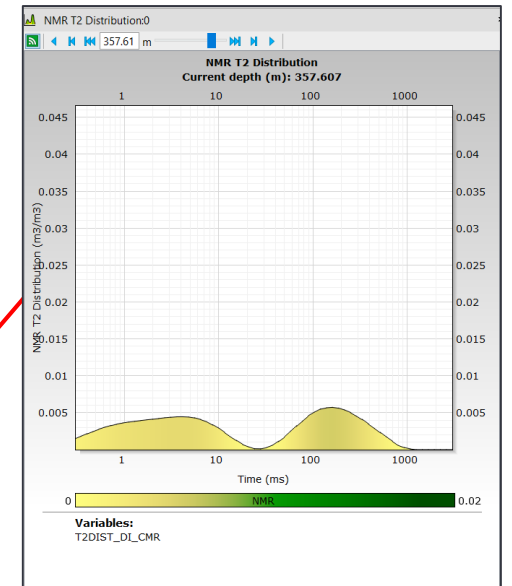 NMR T2 Distribution:0
357.61 m
NMR T2 Distribution
Current depth (m): 357.607
1 10 100 1000
0.045 0.045
0.04 0.04
0.035 0.035
0.03 0.03
0.025 0.025
0.02 0.02
0.015 0.015
0.01 0.01
0.005 0.005
NMR T2 Distribution (m3/m3)
1 10 100 1000
Time (ms)
0 NMR 0.02
Variables:
T2DIST_DI_CMR